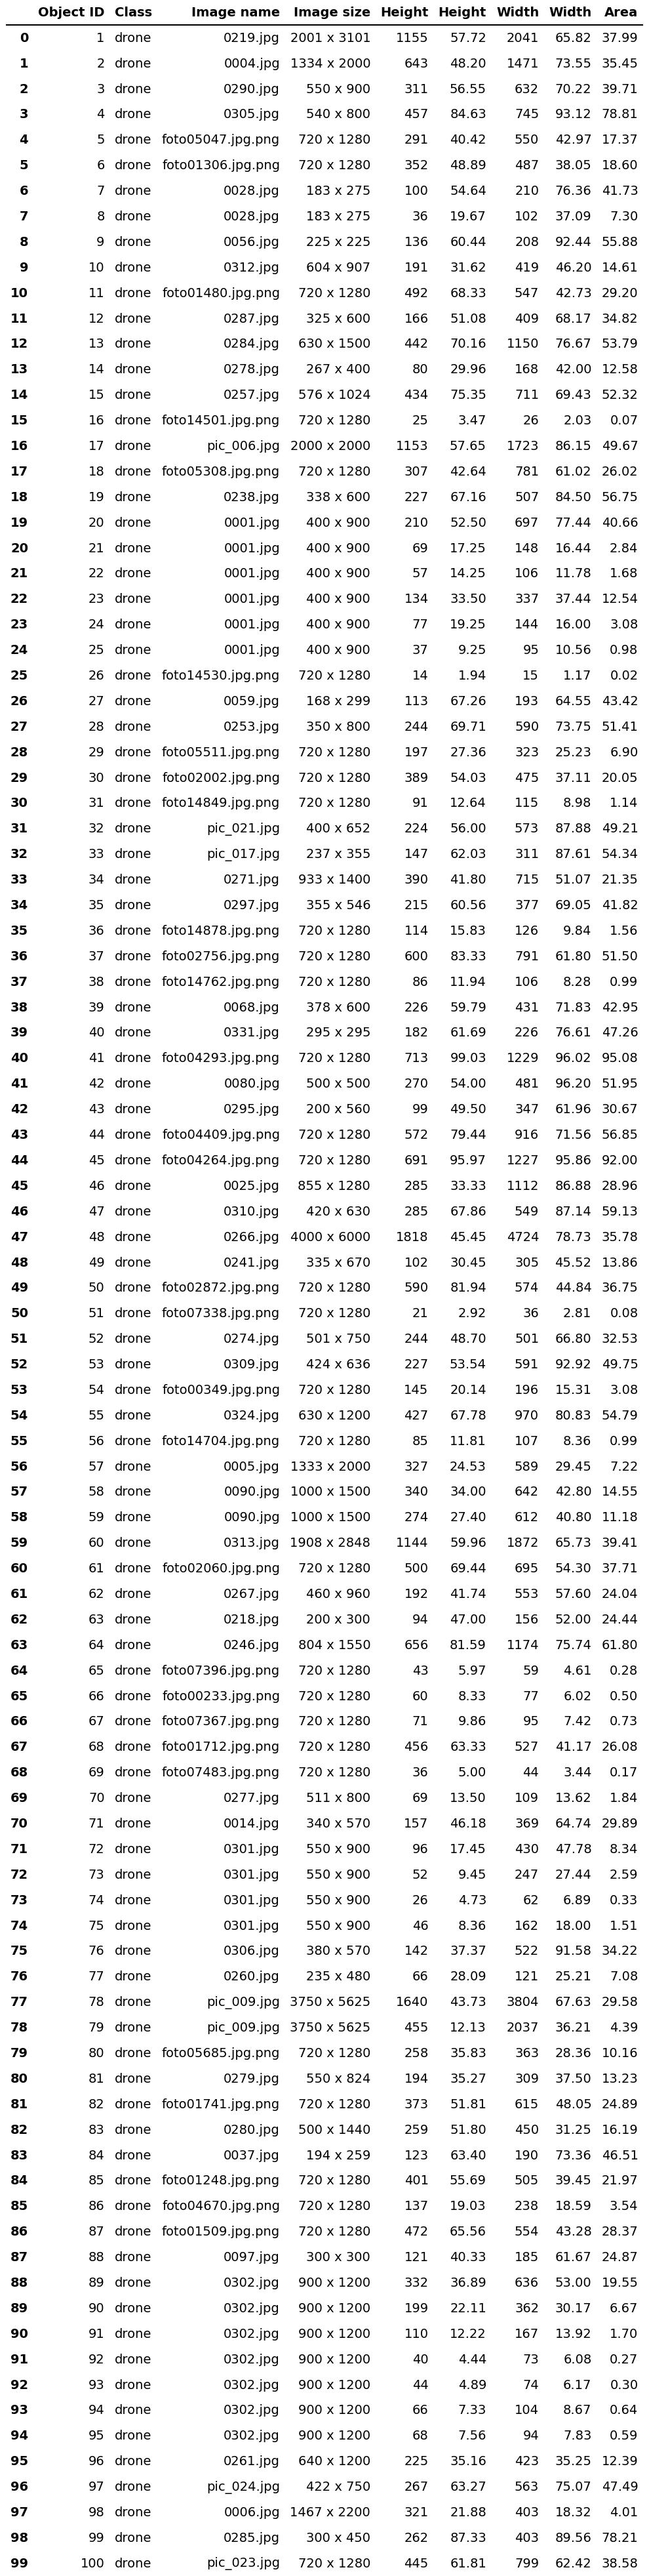 Object ID Class Image name Image size Height Height Width Width Area
0 1 drone 0219.jpg 2001 x 3101 1155 57.72 2041 65.82 37.99
1 2 drone 0004.jpg 1334 x 2000 643 48.20 1471 73.55 35.45
2 3 drone 0290.jpg 550 x 900 311 56.55 632 70.22 39.71
3 4 drone 0305.jpg 540 x 800 457 84.63 745 93.12 78.81
4 5 drone foto05047.jpg.png 720 x 1280 291 40.42 550 42.97 17.37
5 6 drone foto01306.jpg.png 720 x 1280 352 48.89 487 38.05 18.60
6 7 drone 0028.jpg 183 x 275 100 54.64 210 76.36 41.73
7 8 drone 0028.jpg 183 x 275 36 19.67 102 37.09 7.30
8 9 drone 0056.jpg 225 x 225 136 60.44 208 92.44 55.88
9 10 drone 0312.jpg 604 x 907 191 31.62 419 46.20 14.61
10 11 drone foto01480.jpg.png 720 x 1280 492 68.33 547 42.73 29.20
11 12 drone 0287.jpg 325 x 600 166 51.08 409 68.17 34.82
12 13 drone 0284.jpg 630 x 1500 442 70.16 1150 76.67 53.79
13 14 drone 0278.jpg 267 x 400 80 29.96 168 42.00 12.58
14 15 drone 0257.jpg 576 x 1024 434 75.35 711 69.43 52.32
15 16 drone foto14501.jpg.png 720 x 1280 25 3.47 26 2.03 0.07
16 17 drone pic_006.jpg 2000 x 2000 1153 57.65 1723 86.15 49.67
17 18 drone foto05308.jpg.png 720 x 1280 307 42.64 781 61.02 26.02
18 19 drone 0238.jpg 338 x 600 227 67.16 507 84.50 56.75
19 20 drone 0001.jpg 400 x 900 210 52.50 697 77.44 40.66
20 21 drone 0001.jpg 400 x 900 69 17.25 148 16.44 2.84
21 22 drone 0001.jpg 400 x 900 57 14.25 106 11.78 1.68
22 23 drone 0001.jpg 400 x 900 134 33.50 337 37.44 12.54
23 24 drone 0001.jpg 400 x 900 77 19.25 144 16.00 3.08
24 25 drone 0001.jpg 400 x 900 37 9.25 95 10.56 0.98
25 26 drone foto14530.jpg.png 720 x 1280 14 1.94 15 1.17 0.02
26 27 drone 0059.jpg 168 x 299 113 67.26 193 64.55 43.42
27 28 drone 0253.jpg 350 x 800 244 69.71 590 73.75 51.41
28 29 drone foto05511.jpg.png 720 x 1280 197 27.36 323 25.23 6.90
29 30 drone foto02002.jpg.png 720 x 1280 389 54.03 475 37.11 20.05
30 31 drone foto14849.jpg.png 720 x 1280 91 12.64 115 8.98 1.14
31 32 drone pic_021.jpg 400 x 652 224 56.00 573 87.88 49.21
32 33 drone pic_017.jpg 237 x 355 147 62.03 311 87.61 54.34
33 34 drone 0271.jpg 933 x 1400 390 41.80 715 51.07 21.35
34 35 drone 0297.jpg 355 x 546 215 60.56 377 69.05 41.82
35 36 drone foto14878.jpg.png 720 x 1280 114 15.83 126 9.84 1.56
36 37 drone foto02756.jpg.png 720 x 1280 600 83.33 791 61.80 51.50
37 38 drone foto14762.jpg.png 720 x 1280 86 11.94 106 8.28 0.99
38 39 drone 0068.jpg 378 x 600 226 59.79 431 71.83 42.95
39 40 drone 0331.jpg 295 x 295 182 61.69 226 76.61 47.26
40 41 drone foto04293.jpg.png 720 x 1280 713 99.03 1229 96.02 95.08
41 42 drone 0080.jpg 500 x 500 270 54.00 481 96.20 51.95
42 43 drone 0295.jpg 200 x 560 99 49.50 347 61.96 30.67
43 44 drone foto04409.jpg.png 720 x 1280 572 79.44 916 71.56 56.85
44 45 drone foto04264.jpg.png 720 x 1280 691 95.97 1227 95.86 92.00
45 46 drone 0025.jpg 855 x 1280 285 33.33 1112 86.88 28.96
46 47 drone 0310.jpg 420 x 630 285 67.86 549 87.14 59.13
47 48 drone 0266.jpg 4000 x 6000 1818 45.45 4724 78.73 35.78
48 49 drone 0241.jpg 335 x 670 102 30.45 305 45.52 13.86
49 50 drone foto02872.jpg.png 720 x 1280 590 81.94 574 44.84 36.75
50 51 drone foto07338.jpg.png 720 x 1280 21 2.92 36 2.81 0.08
51 52 drone 0274.jpg 501 x 750 244 48.70 501 66.80 32.53
52 53 drone 0309.jpg 424 x 636 227 53.54 591 92.92 49.75
53 54 drone foto00349.jpg.png 720 x 1280 145 20.14 196 15.31 3.08
54 55 drone 0324.jpg 630 x 1200 427 67.78 970 80.83 54.79
55 56 drone foto14704.jpg.png 720 x 1280 85 11.81 107 8.36 0.99
56 57 drone 0005.jpg 1333 x 2000 327 24.53 589 29.45 7.22
57 58 drone 0090.jpg 1000 x 1500 340 34.00 642 42.80 14.55
58 59 drone 0090.jpg 1000 x 1500 274 27.40 612 40.80 11.18
59 60 drone 0313.jpg 1908 x 2848 1144 59.96 1872 65.73 39.41
60 61 drone foto02060.jpg.png 720 x 1280 500 69.44 695 54.30 37.71
61 62 drone 0267.jpg 460 x 960 192 41.74 553 57.60 24.04
62 63 drone 0218.jpg 200 x 300 94 47.00 156 52.00 24.44
63 64 drone 0246.jpg 804 x 1550 656 81.59 1174 75.74 61.80
64 65 drone foto07396.jpg.png 720 x 1280 43 5.97 59 4.61 0.28
65 66 drone foto00233.jpg.png 720 x 1280 60 8.33 77 6.02 0.50
66 67 drone foto07367.jpg.png 720 x 1280 71 9.86 95 7.42 0.73
67 68 drone foto01712.jpg.png 720 x 1280 456 63.33 527 41.17 26.08
68 69 drone foto07483.jpg.png 720 x 1280 36 5.00 44 3.44 0.17
69 70 drone 0277.jpg 511 x 800 69 13.50 109 13.62 1.84
70 71 drone 0014.jpg 340 x 570 157 46.18 369 64.74 29.89
71 72 drone 0301.jpg 550 x 900 96 17.45 430 47.78 8.34
72 73 drone 0301.jpg 550 x 900 52 9.45 247 27.44 2.59
73 74 drone 0301.jpg 550 x 900 26 4.73 62 6.89 0.33
74 75 drone 0301.jpg 550 x 900 46 8.36 162 18.00 1.51
75 76 drone 0306.jpg 380 x 570 142 37.37 522 91.58 34.22
76 77 drone 0260.jpg 235 x 480 66 28.09 121 25.21 7.08
77 78 drone pic_009.jpg 3750 x 5625 1640 43.73 3804 67.63 29.58
78 79 drone pic_009.jpg 3750 x 5625 455 12.13 2037 36.21 4.39
79 80 drone foto05685.jpg.png 720 x 1280 258 35.83 363 28.36 10.16
80 81 drone 0279.jpg 550 x 824 194 35.27 309 37.50 13.23
81 82 drone foto01741.jpg.png 720 x 1280 373 51.81 615 48.05 24.89
82 83 drone 0280.jpg 500 x 1440 259 51.80 450 31.25 16.19
83 84 drone 0037.jpg 194 x 259 123 63.40 190 73.36 46.51
84 85 drone foto01248.jpg.png 720 x 1280 401 55.69 505 39.45 21.97
85 86 drone foto04670.jpg.png 720 x 1280 137 19.03 238 18.59 3.54
86 87 drone foto01509.jpg.png 720 x 1280 472 65.56 554 43.28 28.37
87 88 drone 0097.jpg 300 x 300 121 40.33 185 61.67 24.87
88 89 drone 0302.jpg 900 x 1200 332 36.89 636 53.00 19.55
89 90 drone 0302.jpg 900 x 1200 199 22.11 362 30.17 6.67
90 91 drone 0302.jpg 900 x 1200 110 12.22 167 13.92 1.70
91 92 drone 0302.jpg 900 x 1200 40 4.44 73 6.08 0.27
92 93 drone 0302.jpg 900 x 1200 44 4.89 74 6.17 0.30
93 94 drone 0302.jpg 900 x 1200 66 7.33 104 8.67 0.64
94 95 drone 0302.jpg 900 x 1200 68 7.56 94 7.83 0.59
95 96 drone 0261.jpg 640 x 1200 225 35.16 423 35.25 12.39
96 97 drone pic_024.jpg 422 x 750 267 63.27 563 75.07 47.49
97 98 drone 0006.jpg 1467 x 2200 321 21.88 403 18.32 4.01
98 99 drone 0285.jpg 300 x 450 262 87.33 403 89.56 78.21
99 100 drone pic_023.jpg 720 x 1280 445 61.81 799 62.42 38.58